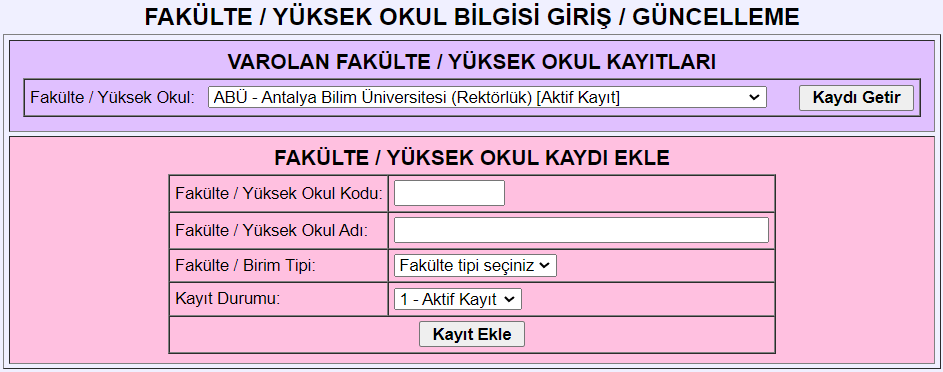 FAKÜLTE / YÜKSEK OKUL BİLGİSİ GİRİŞ / GÜNCELLEME
VAROLAN FAKÜLTE / YÜKSEK OKUL KAYITLARI
Fakülte / Yüksek Okul: ABÜ - Antalya Bilim Üniversitesi (Rektörlük) [Aktif Kayıt] Kaydı Getir
FAKÜLTE / YÜKSEK OKUL KAYDI EKLE
Fakülte / Yüksek Okul Kodu:
Fakülte / Yüksek Okul Adı:
Fakülte / Birim Tipi: Fakülte tipi seçiniz
Kayıt Durumu: 1 - Aktif Kayıt
Kayıt Ekle